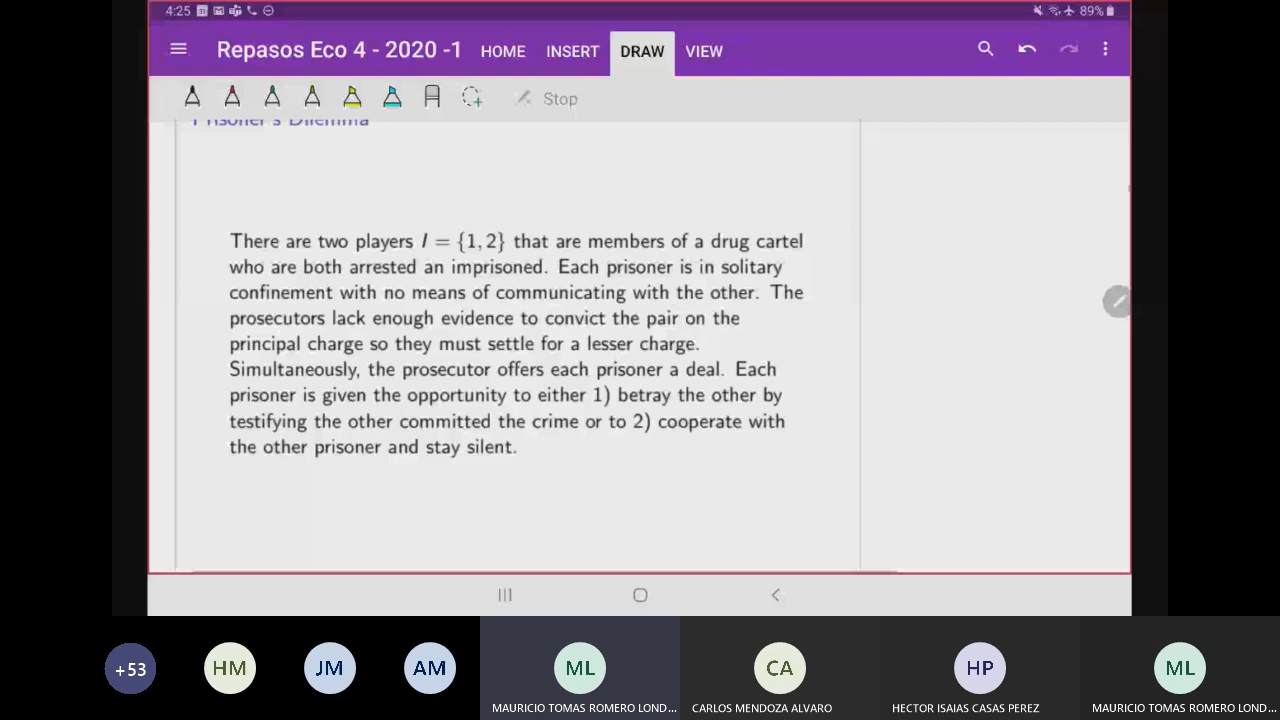 4:25
89%
Repasos Eco 4 - 2020 -1 HOME INSERT DRAW VIEW
Stop
Prisoner's Dilemma
There are two players I = {1, 2} that are members of a drug cartel
who are both arrested an imprisoned. Each prisoner is in solitary
confinement with no means of communicating with the other. The
prosecutors lack enough evidence to convict the pair on the
principal charge so they must settle for a lesser charge.
Simultaneously, the prosecutor offers each prisoner a deal. Each
prisoner is given the opportunity to either 1) betray the other by
testifying the other committed the crime or to 2) cooperate with
the other prisoner and stay silent.
+53 HM JM AM ML CA HP ML
MAURICIO TOMAS ROMERO LOND... CARLOS MENDOZA ALVARO HECTOR ISAIAS CASAS PEREZ MAURICIO TOMAS ROMERO LOND...